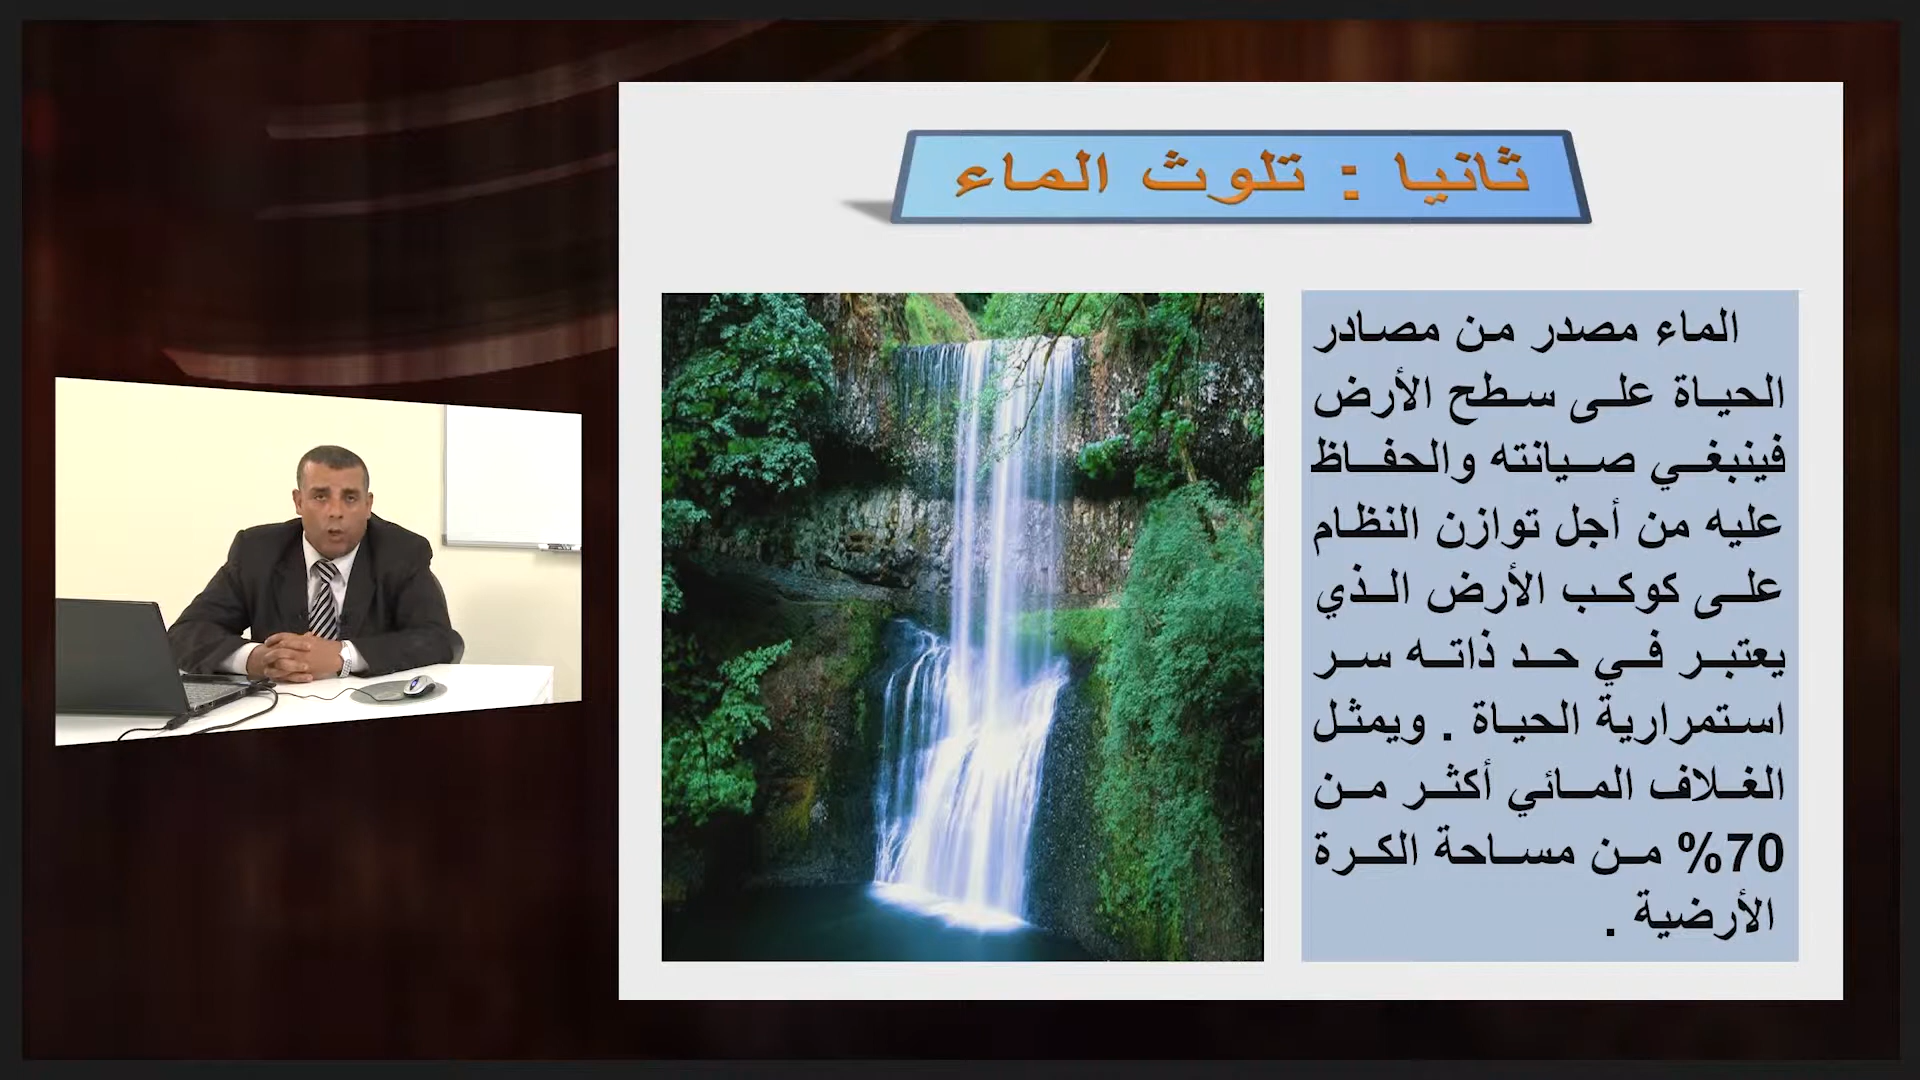 ثانيا : تلوث الماء
الماء مصدر من مصادر
الحياة على سطح الأرض
فينبغي صيانته والحفاظ
عليه من أجل توازن النظام
على كوكب الأرض الذي
يعتبر في حد ذاته سر
استمرارية الحياة . ويمثل
الغلاف المائي أكثر من
70% من مساحة الكرة
الأرضية .